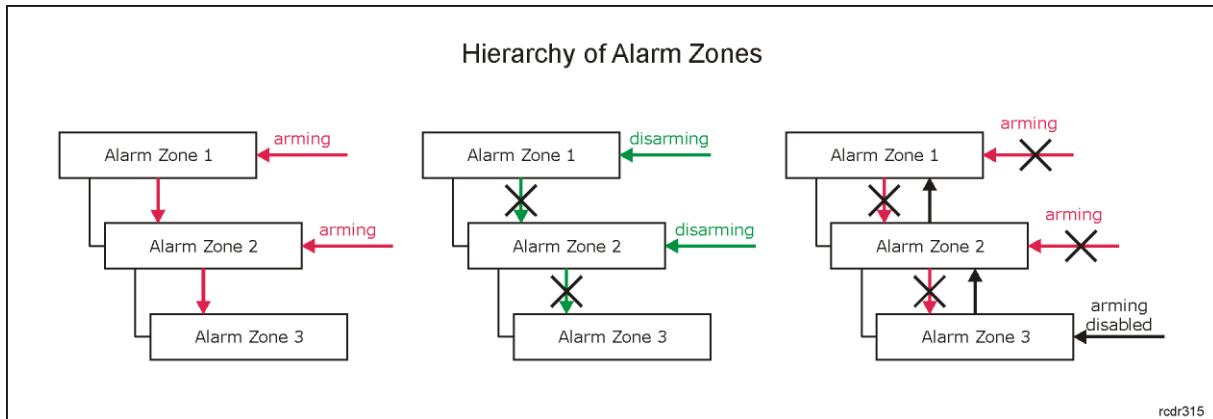 Hierarchy of Alarm Zones
Alarm Zone 1
arming
Alarm Zone 2
arming
Alarm Zone 3
Alarm Zone 1
disarming
Alarm Zone 2
disarming
Alarm Zone 3
Alarm Zone 1
arming
Alarm Zone 2
arming
Alarm Zone 3
arming
disabled
rcdr315